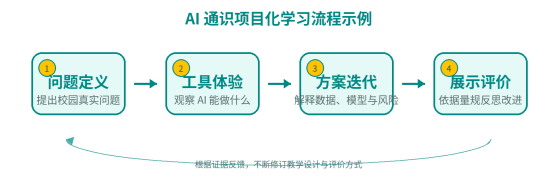 AI 通识项目化学习流程示例
1
问题定义
提出校园真实问题
2
工具体验
观察 AI 能做什么
3
方案迭代
解释数据、模型与风险
4
展示评价
依据量规反思改进
根据证据反馈，不断修订教学设计与评价方式